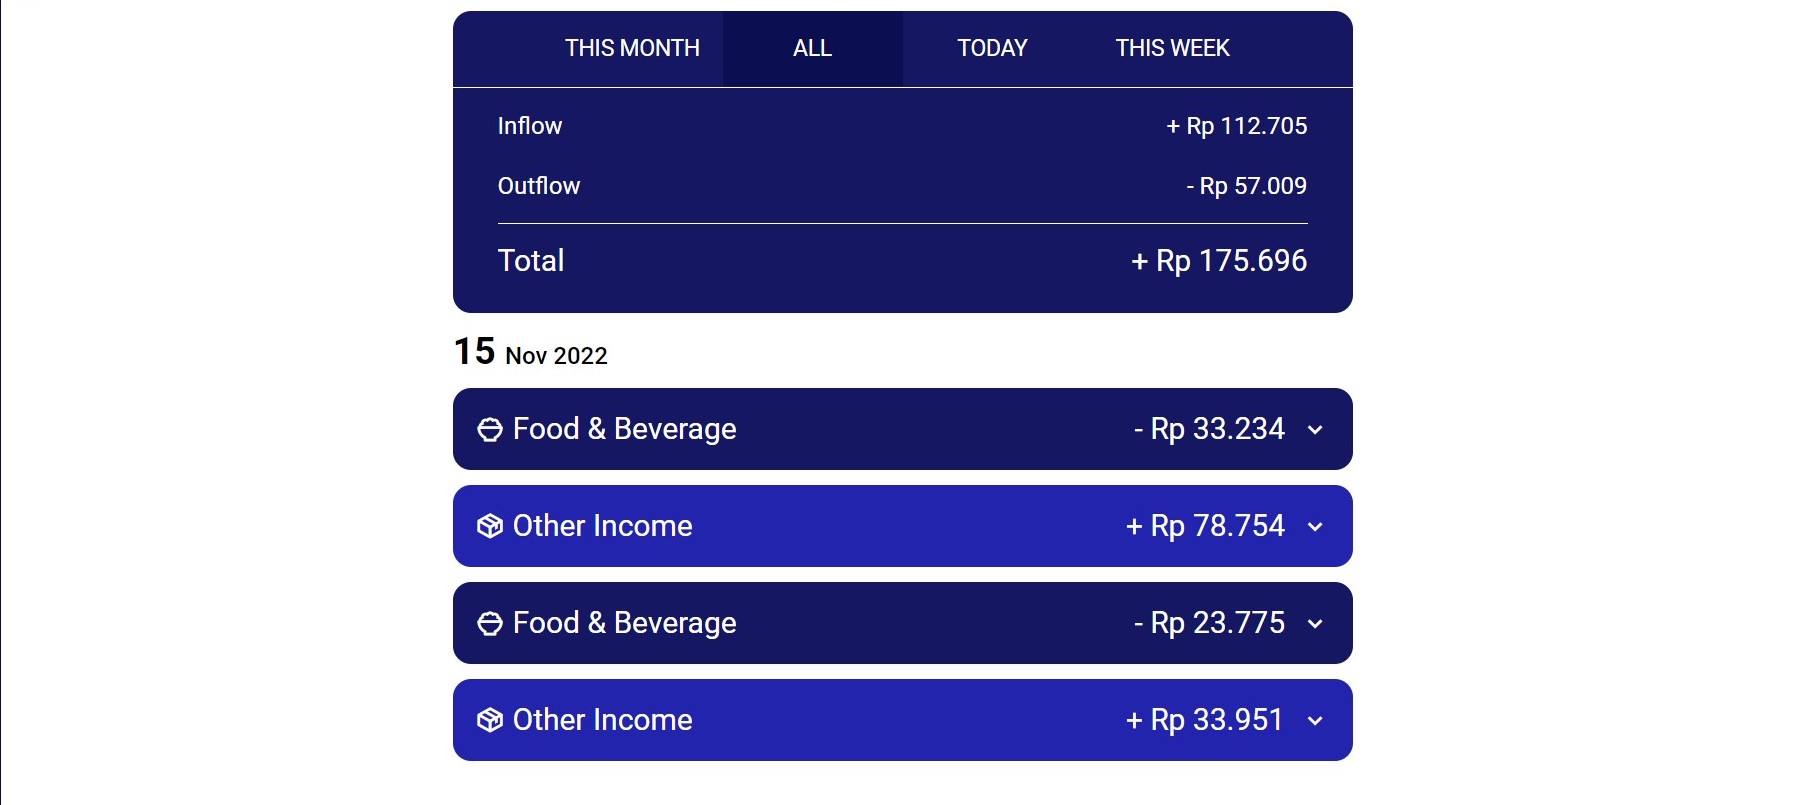 THIS MONTH ALL TODAY THIS WEEK
Inflow + Rp 112.705
Outflow - Rp 57.009
Total + Rp 175.696
15 Nov 2022
Food & Beverage - Rp 33.234
Other Income + Rp 78.754
Food & Beverage - Rp 23.775
Other Income + Rp 33.951